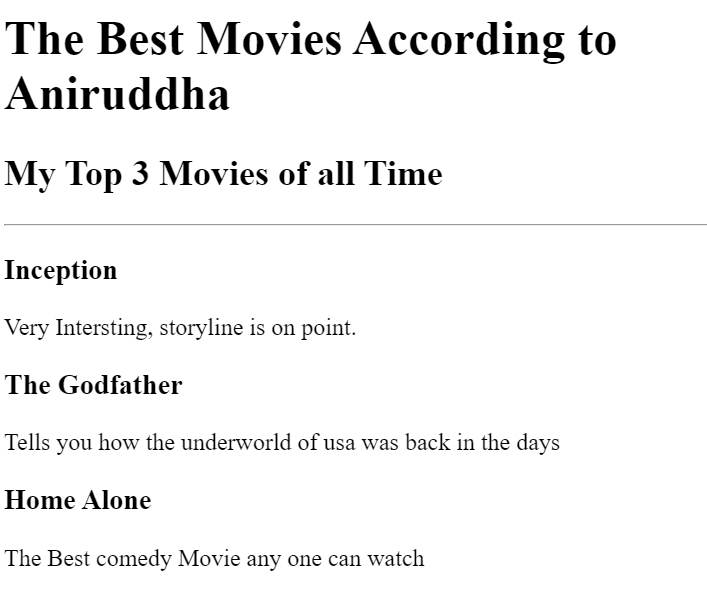 The Best Movies According to
Aniruddha
My Top 3 Movies of all Time
Inception
Very Intersting, storyline is on point.
The Godfather
Tells you how the underworld of usa was back in the days
Home Alone
The Best comedy Movie any one can watch